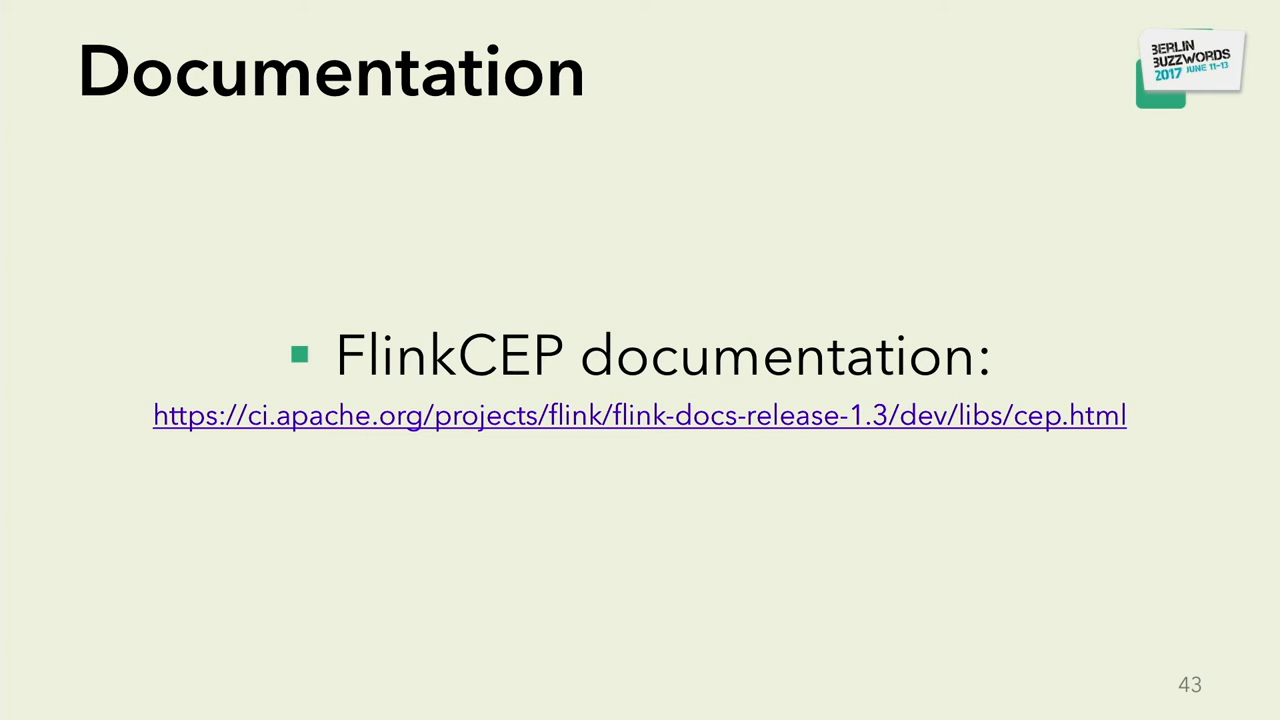 Documentation
BERLIN
BUZZWORDS
2017 JUNE 11-13
▪ FlinkCEP documentation:
https://ci.apache.org/projects/flink/flink-docs-release-1.3/dev/libs/cep.html
43